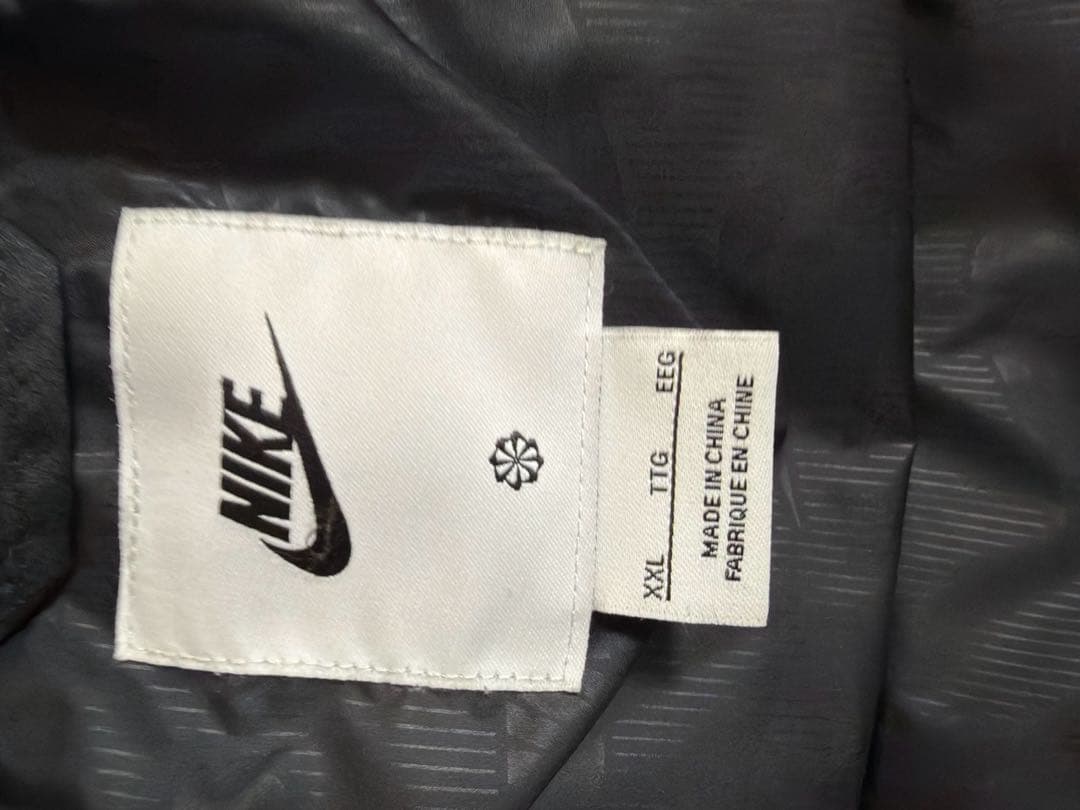 NIKE
XXL TTG EEG
MADE IN CHINA
FABRIQUE EN CHINE